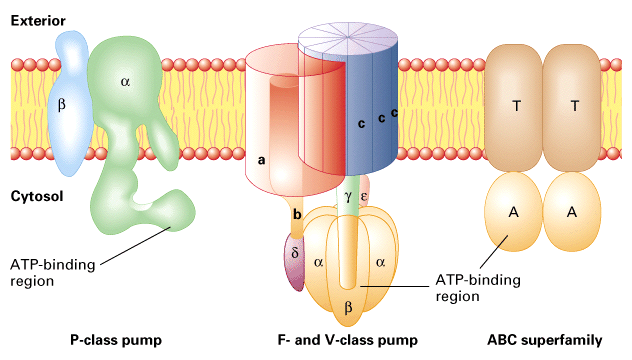 Exterior
β
α
T
T
c
c
c
a
Cytosol
γ
ε
b
A
A
δ
α
α
β
ATP-binding
region
ATP-binding
region
P-class pump
F- and V-class pump
ABC superfamily